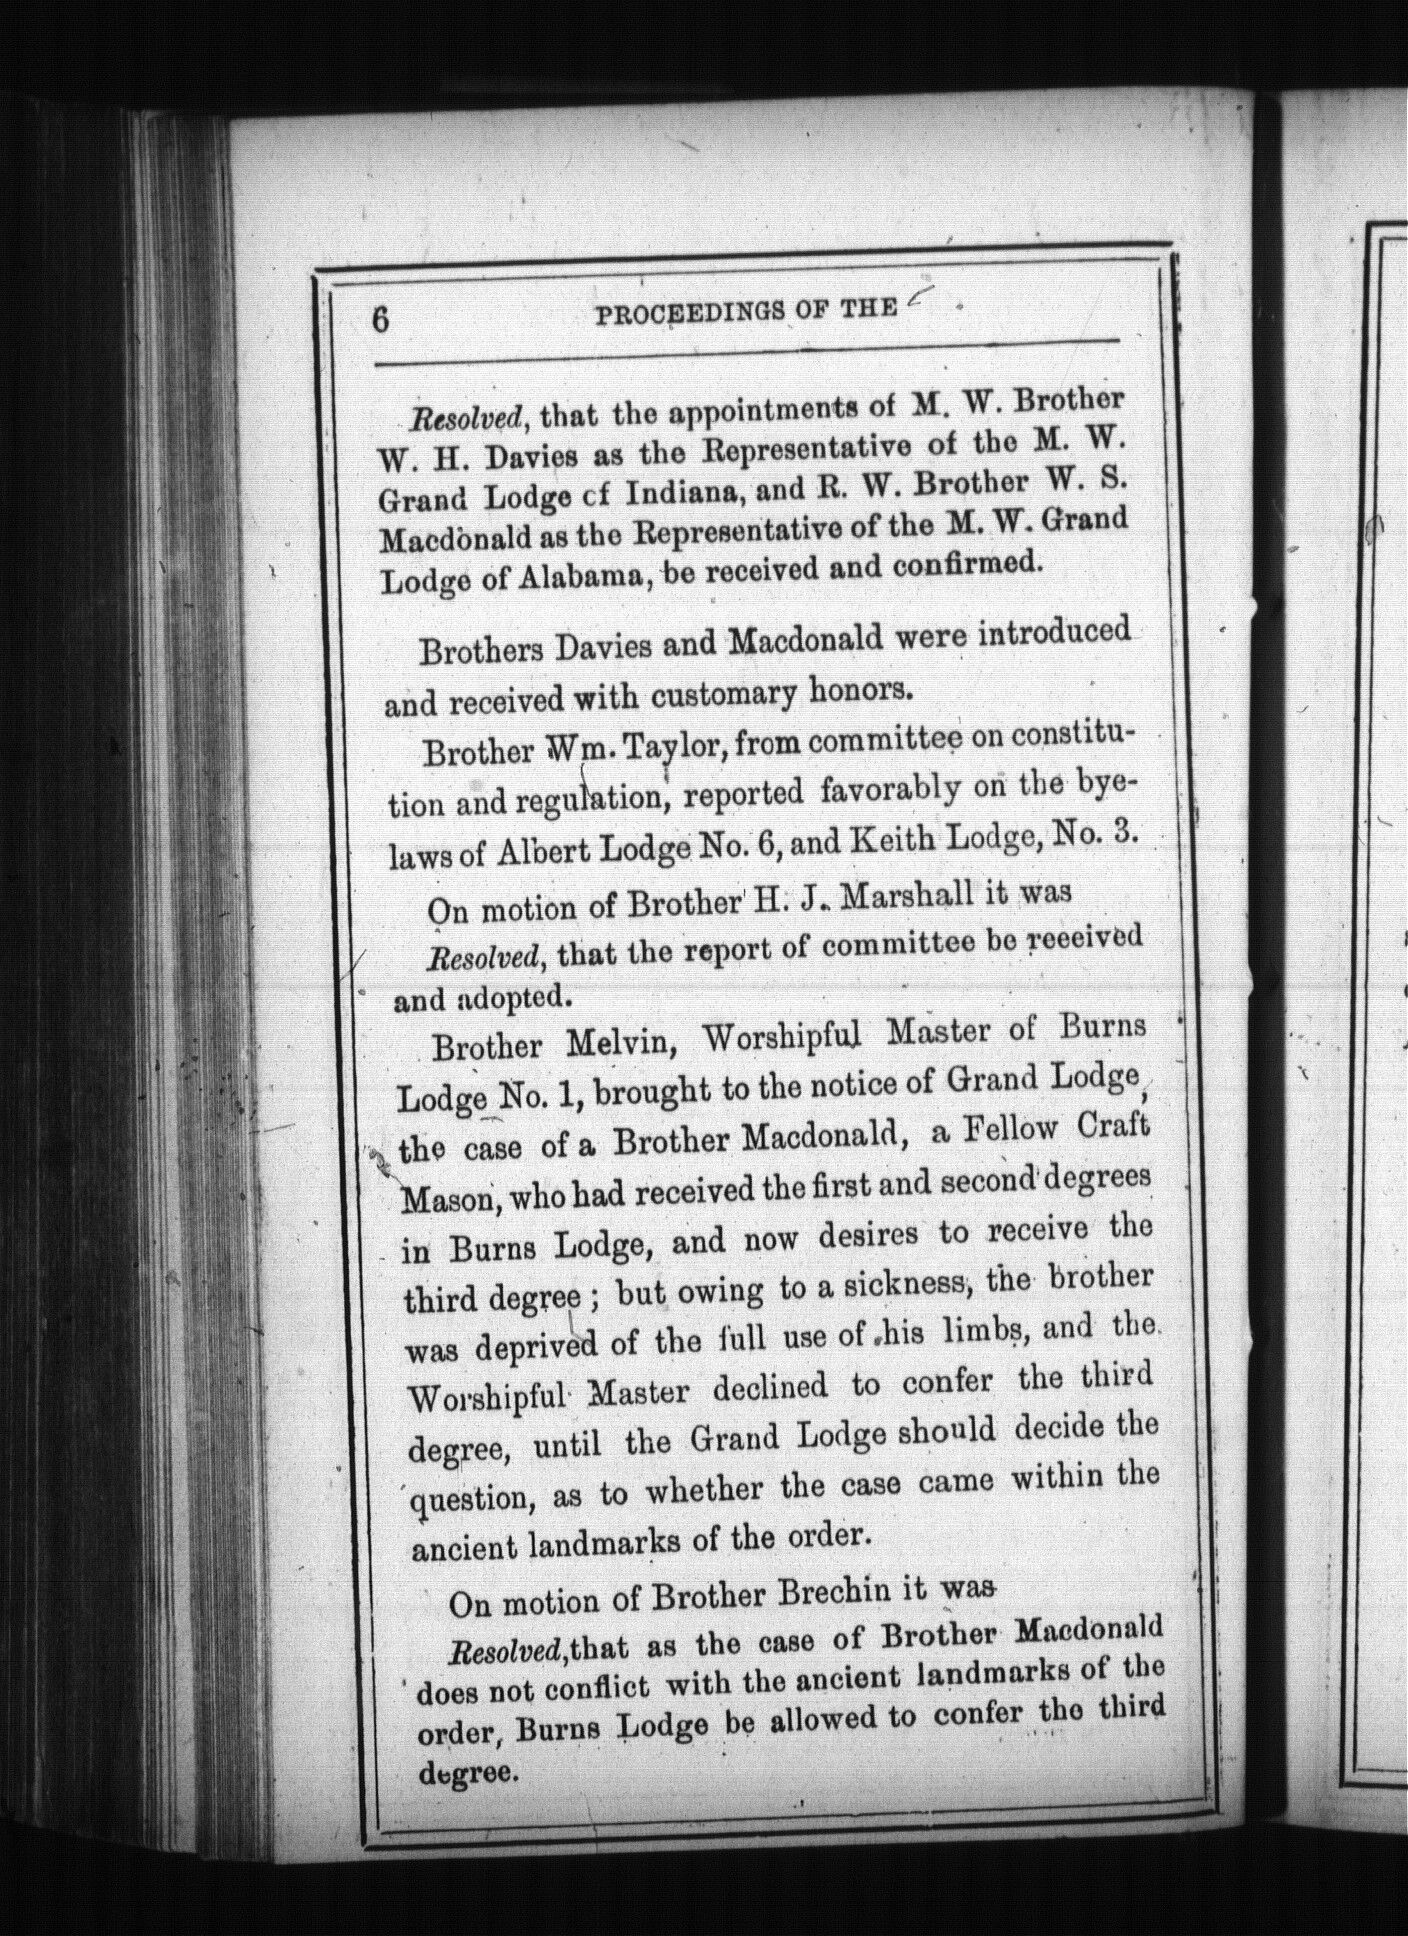 6 PROCEEDINGS OF THE
Resolved, that the appointments of M. W. Brother
W. H. Davies as the Representative of the M. W.
Grand Lodge cf Indiana, and R. W. Brother W. S.
Macdonald as the Representative of the M. W. Grand
Lodge of Alabama, be received and confirmed.
Brothers Davies and Macdonald were introduced
and received with customary honors.
Brother Wm. Taylor, from committee on constitu-
tion and regulation, reported favorably on the bye-
laws of Albert Lodge No. 6, and Keith Lodge, No. 3.
On motion of Brother H. J. Marshall it was
Resolved, that the report of committee be reeeived
and adopted.
Brother Melvin, Worshipful Master of Burns
Lodge No. 1, brought to the notice of Grand Lodge,
the case of a Brother Macdonald, a Fellow Craft
Mason, who had received the first and second degrees
in Burns Lodge, and now desires to receive the
third degree ; but owing to a sickness, the brother
was deprived of the full use of his limbs, and the
Worshipful Master declined to confer the third
degree, until the Grand Lodge should decide the
question, as to whether the case came within the
ancient landmarks of the order.
On motion of Brother Brechin it was
Resolved,that as the case of Brother Macdonald
does not conflict with the ancient landmarks of the
order, Burns Lodge be allowed to confer the third
degree.